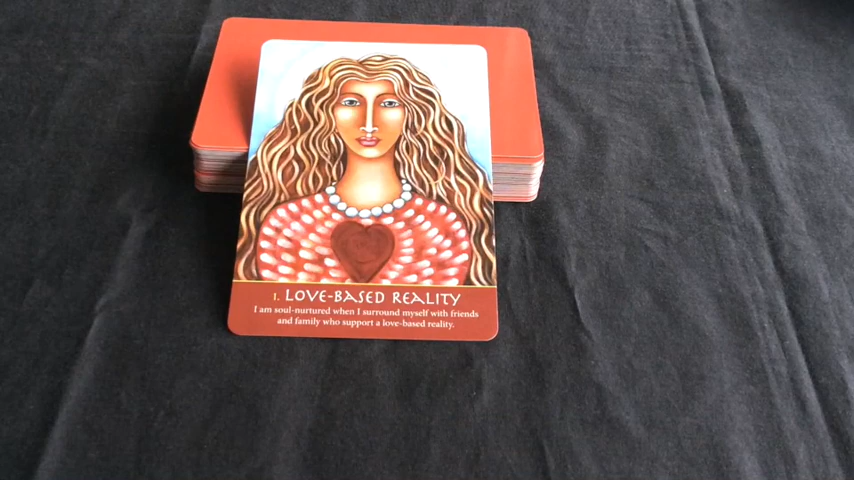 1. LOVE-BASED REALITY
I am soul-nurtured when I surround myself with friends
and family who support a love-based reality.